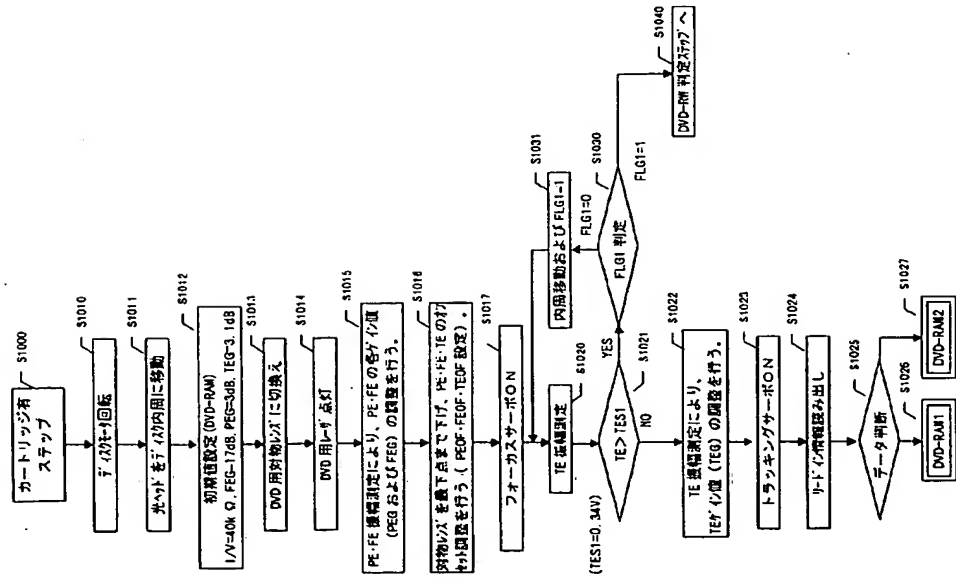 S1000
カートリッジ有
ステップ
S1010
ディスクモータ回転
S1011
光ヘッドをディスク内周に移動
S1012
初期値設定(DVD-RAM)
I/V=40kΩ, FEG-17dB, PEG=3dB, TEG=3.1dB
S1013
DVD用対物レンズに切換え
S1014
DVD用レーザ点灯
S1015
PE・FE振幅測定により、PE・FEの各ゲイン値
(PEGおよびFEG)の調整を行う。
S1016
対物レンズを最下点まで下げ、PE・FE・TEのオフ
セット調整を行う(PEOF・FEOF・TEOF設定)。
S1017
フォーカスサーボON
S1020
TE振幅測定
S1021
TE>TES1
(TES1=0.34V)
YES
NO
S1030
FLG1判定
FLG1=0
FLG1=1
S1031
内周移動およびFLG1=1
S1040
DVD-RW判定ステップへ
S1022
TE振幅測定により、
TEゲイン値(TEG)の調整を行う。
S1023
トラッキングサーボON
S1024
リードイン情報読み出し
S1025
データ判断
S1026
DVD-RAM1
S1027
DVD-RAM2